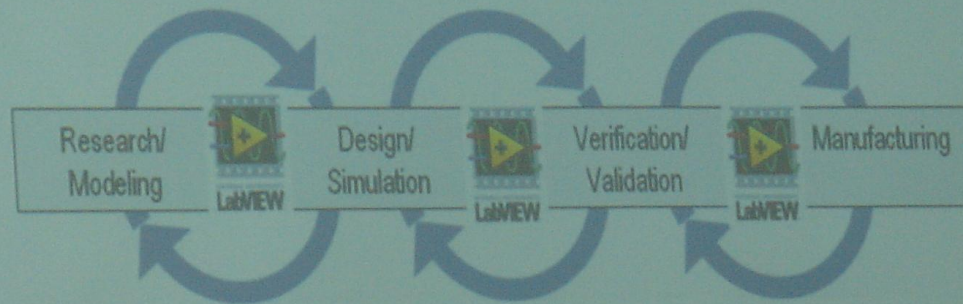 Research/
Modeling
LabVIEW
Design/
Simulation
LabVIEW
Verification/
Validation
LabVIEW
Manufacturing